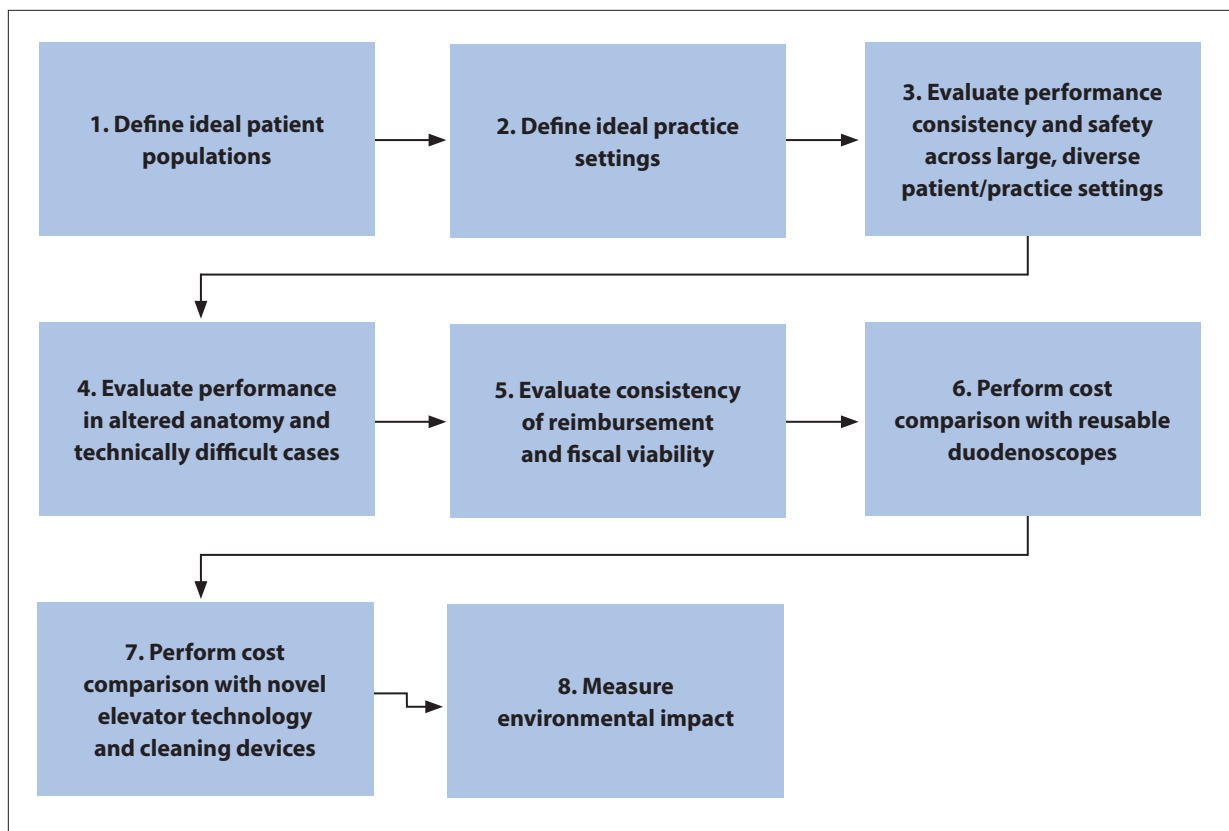 1. Define ideal patient
populations
2. Define ideal practice
settings
3. Evaluate performance
consistency and safety
across large, diverse
patient/practice settings
4. Evaluate performance
in altered anatomy and
technically difficult cases
5. Evaluate consistency
of reimbursement
and fiscal viability
6. Perform cost
comparison with reusable
duodenoscopes
7. Perform cost
comparison with novel
elevator technology
and cleaning devices
8. Measure
environmental impact